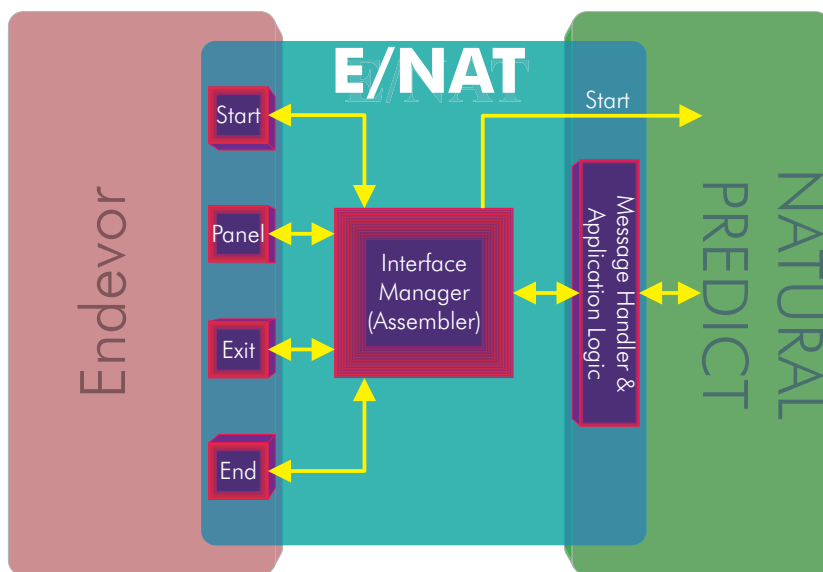 E/NAT
Endevor
Start
Panel
Exit
End
Interface
Manager
(Assembler)
Start
Message Handler &
Application Logic
NATURAL
PREDICT